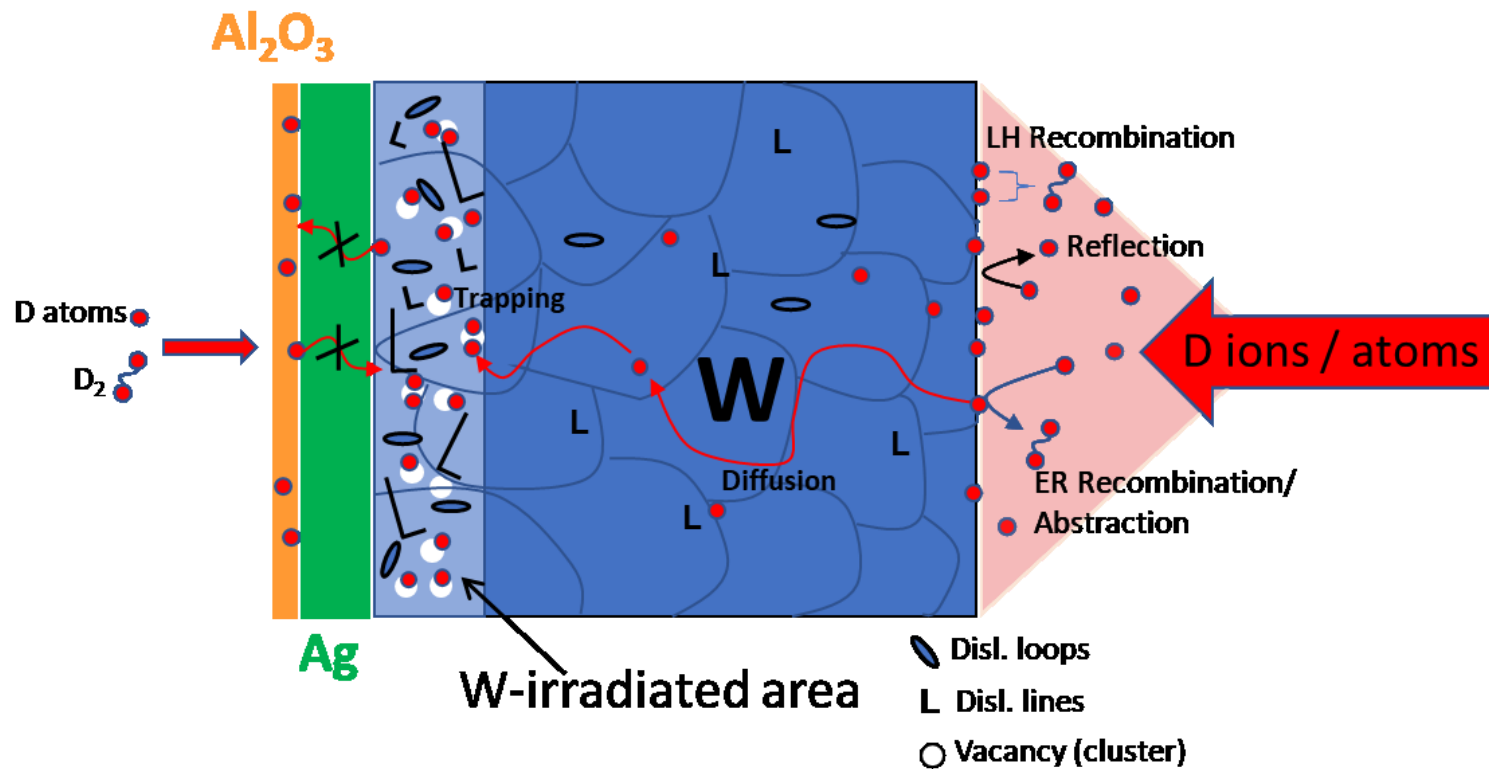 Al2O3
LH Recombination
Reflection
L
L
Trapping
D atoms
D2
D ions / atoms
W
L
L
Diffusion
ER Recombination/
Abstraction
L
Ag
W-irradiated area
Disl. loops
L Disl. lines
Vacancy (cluster)